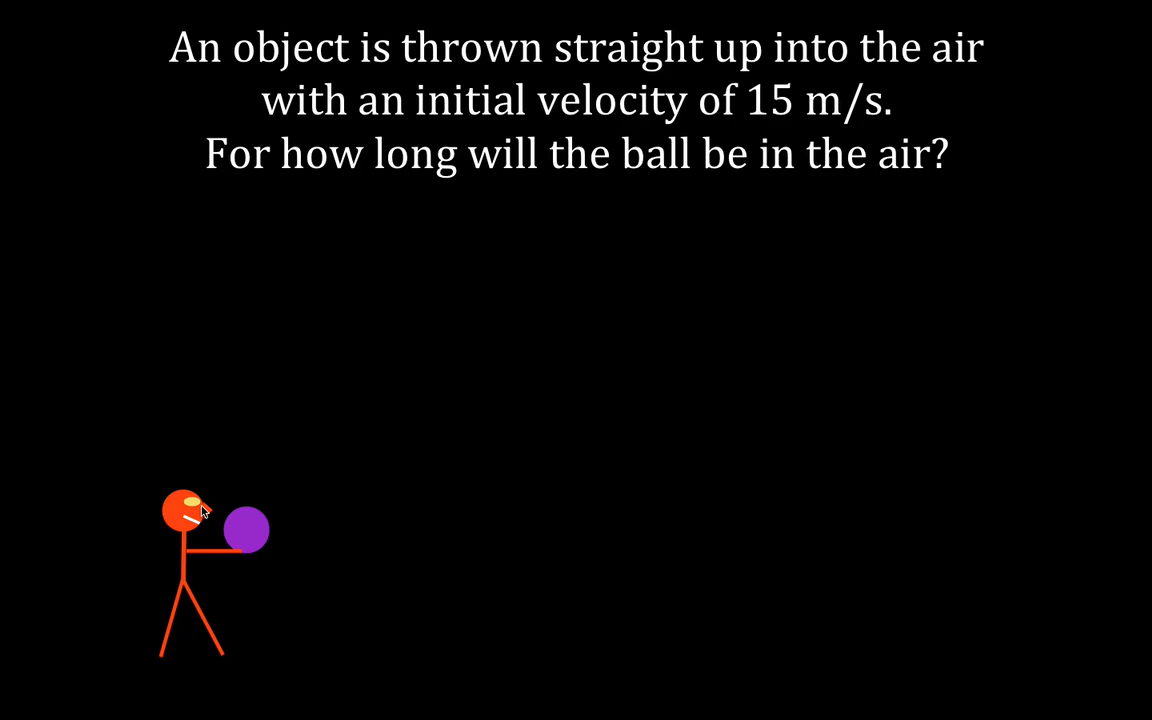 An object is thrown straight up into the air
with an initial velocity of 15 m/s.
For how long will the ball be in the air?